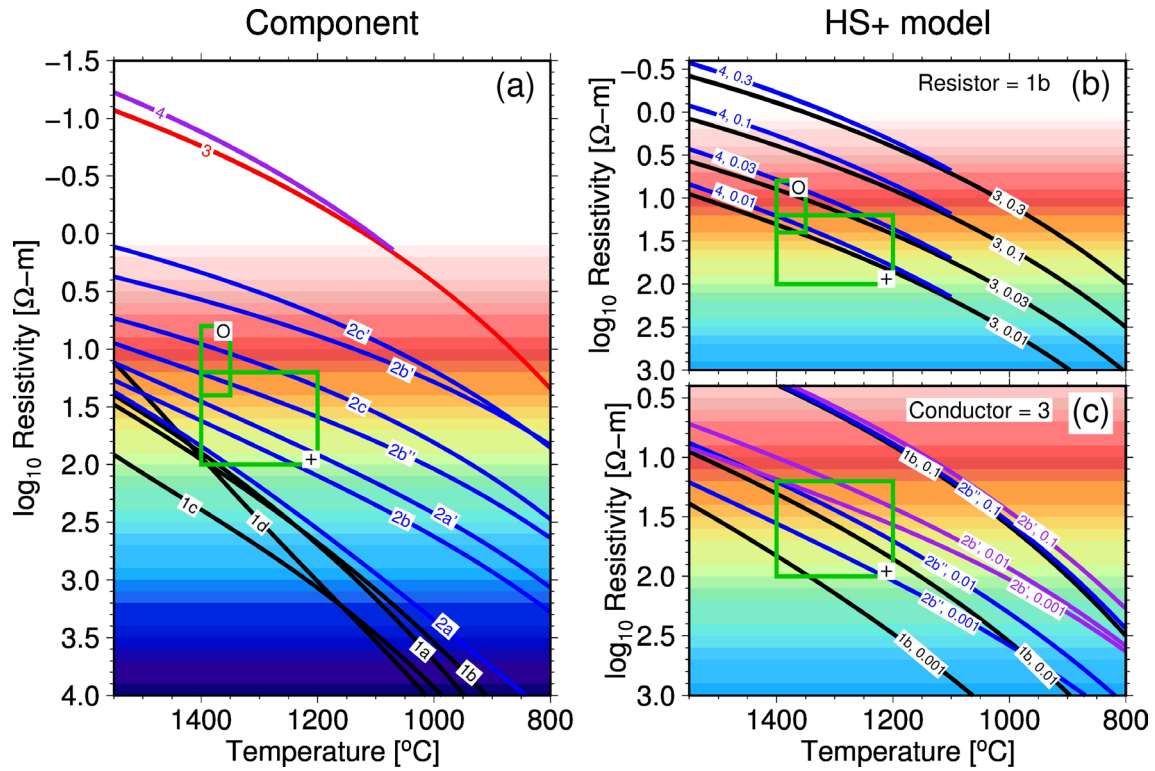 Component
HS+ model
(a)
−1.5
−1.0
−0.5
0.0
0.5
1.0
1.5
2.0
2.5
3.0
3.5
4.0
log10 Resistivity [Ω−m]
4
3
2c'
2b'
O
2c
2b''
+
2a'
2b
1c
1d
2a
1a
1b
1400
1200
1000
800
Temperature [ºC]
(b)
Resistor = 1b
−0.5
0.0
0.5
1.0
1.5
2.0
2.5
3.0
log10 Resistivity [Ω−m]
4, 0.3
4, 0.1
4, 0.03
4, 0.01
O
+
3, 0.3
3, 0.1
3, 0.03
3, 0.01
(c)
Conductor = 3
0.5
1.0
1.5
2.0
2.5
3.0
log10 Resistivity [Ω−m]
1b, 0.1
2b'', 0.1
2b', 0.1
2b', 0.01
2b', 0.001
2b'', 0.01
2b'', 0.001
+
1b, 0.01
1b, 0.001
1400
1200
1000
800
Temperature [ºC]